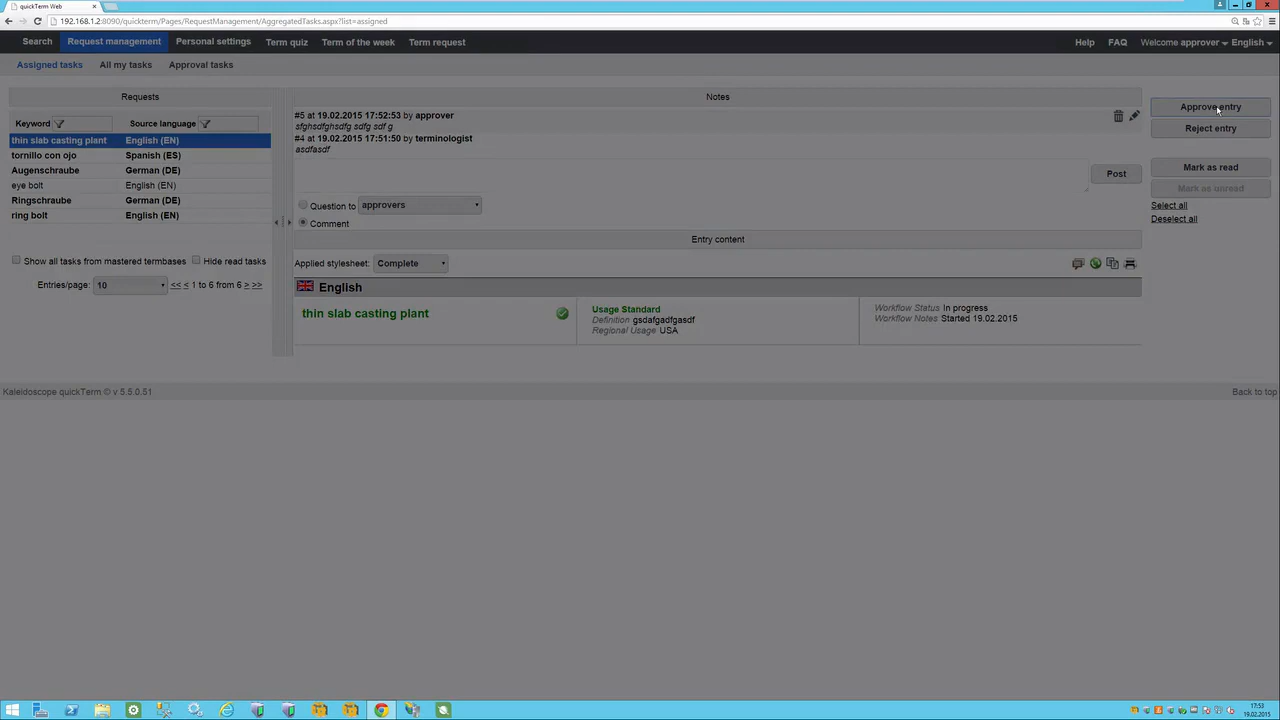 quickTerm Web
192.168.1.2:8090/quickterm/Pages/RequestManagement/AggregatedTasks.aspx?list=assigned
Search Request management Personal settings Term quiz Term of the week Term request Help FAQ Welcome approver English
Assigned tasks All my tasks Approval tasks
Requests
Keyword Source language
thin slab casting plant English (EN)
tornillo con ojo Spanish (ES)
Augenschraube German (DE)
eye bolt English (EN)
Ringschraube German (DE)
ring bolt English (EN)
Show all tasks from mastered termbases Hide read tasks
Entries/page: 10 << < 1 to 6 from 6 > >>
Notes
#5 at 19.02.2015 17:52:53 by approver
sfghsdfghsdfg sdfg sdf g
#4 at 19.02.2015 17:51:50 by terminologist
asdfasdf
Post
Question to approvers
Comment
Entry content
Applied stylesheet: Complete
English
thin slab casting plant
Usage Standard
Definition gsdafgadfgasdf
Regional Usage USA
Workflow Status In progress
Workflow Notes Started 19.02.2015
Approve entry
Reject entry
Mark as read
Mark as unread
Select all
Deselect all
Kaleidoscope quickTerm © v 5.5.0.51 Back to top
17:53
19.02.2015